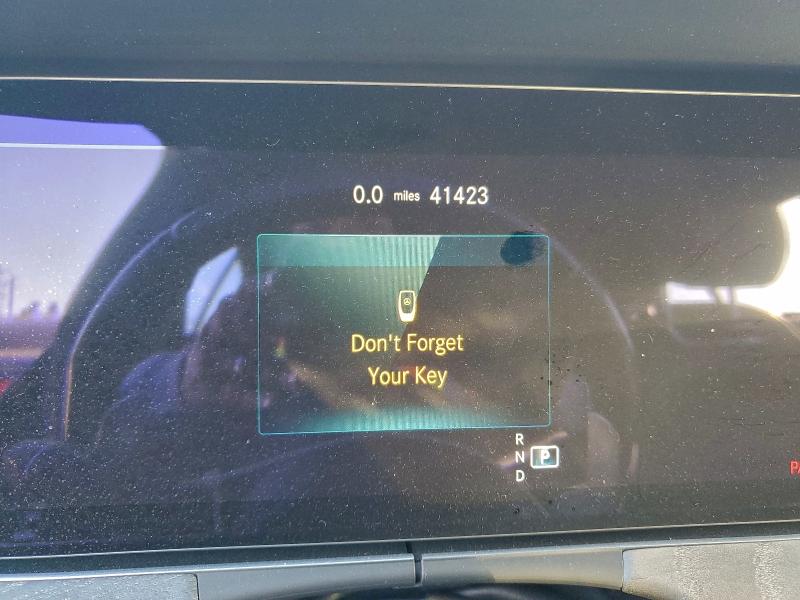 0.0 miles 41423
Don't Forget
Your Key
R
N P
D